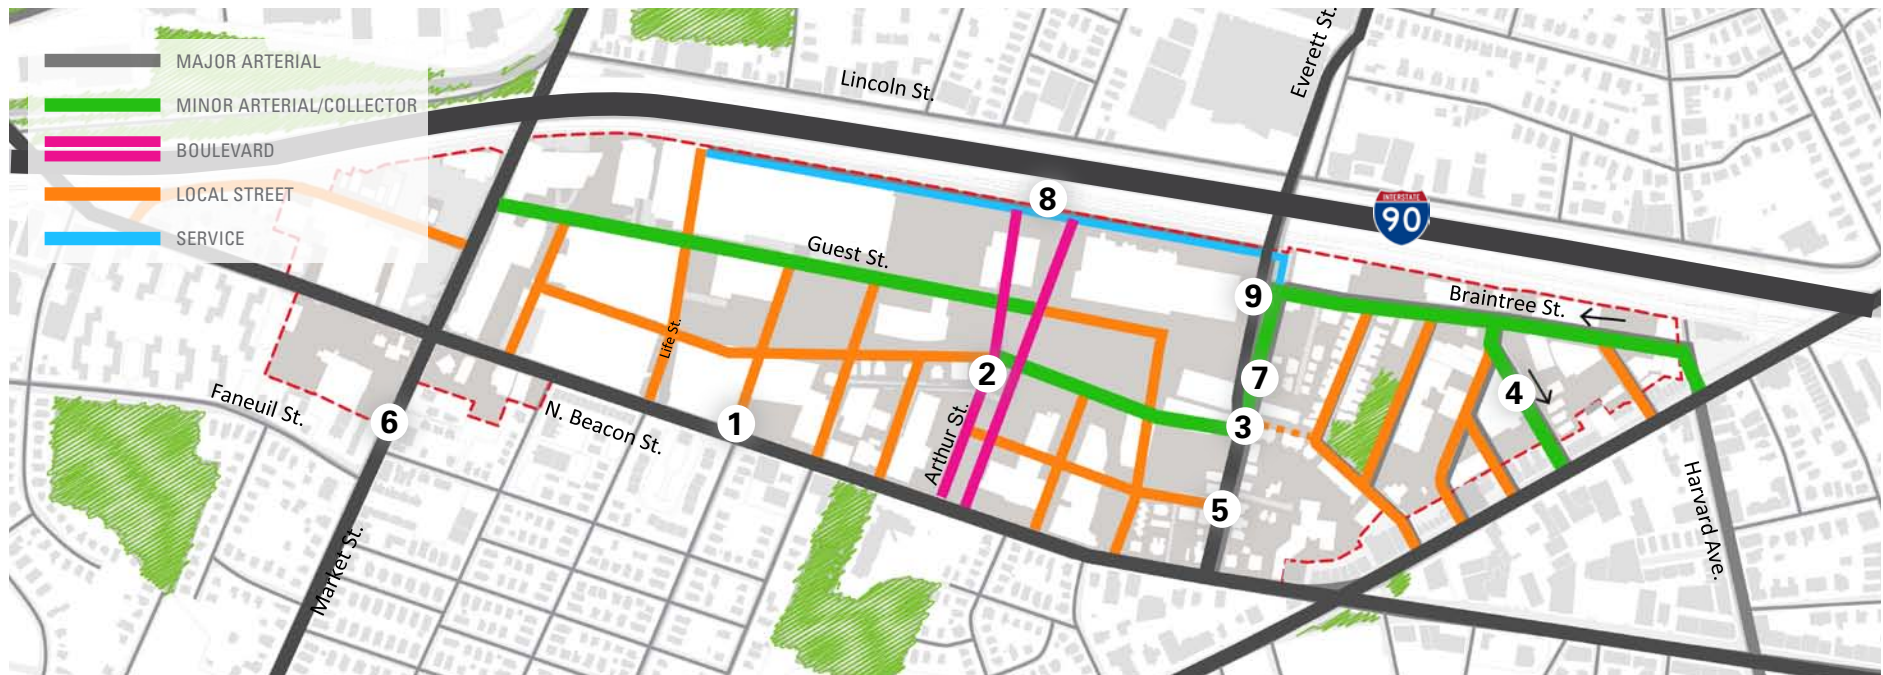 MAJOR ARTERIAL
MINOR ARTERIAL/COLLECTOR
BOULEVARD
LOCAL STREET
SERVICE
Lincoln St.
Everett St.
INTERSTATE
90
8
Guest St.
9
Braintree St.
Life St.
2
7
4
Faneuil St.
6
N. Beacon St.
1
Arthur St.
3
5
Harvard Ave.
Market St.